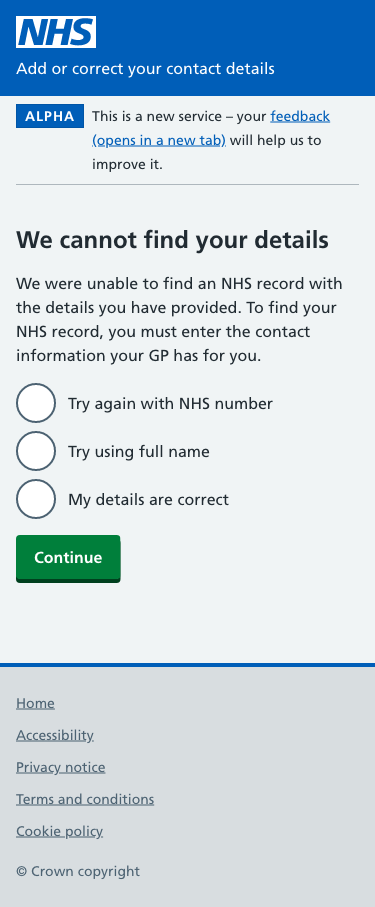 NHS
Add or correct your contact details
ALPHA This is a new service – your feedback
(opens in a new tab) will help us to
improve it.
We cannot find your details
We were unable to find an NHS record with
the details you have provided. To find your
NHS record, you must enter the contact
information your GP has for you.
Try again with NHS number
Try using full name
My details are correct
Continue
Home
Accessibility
Privacy notice
Terms and conditions
Cookie policy
© Crown copyright